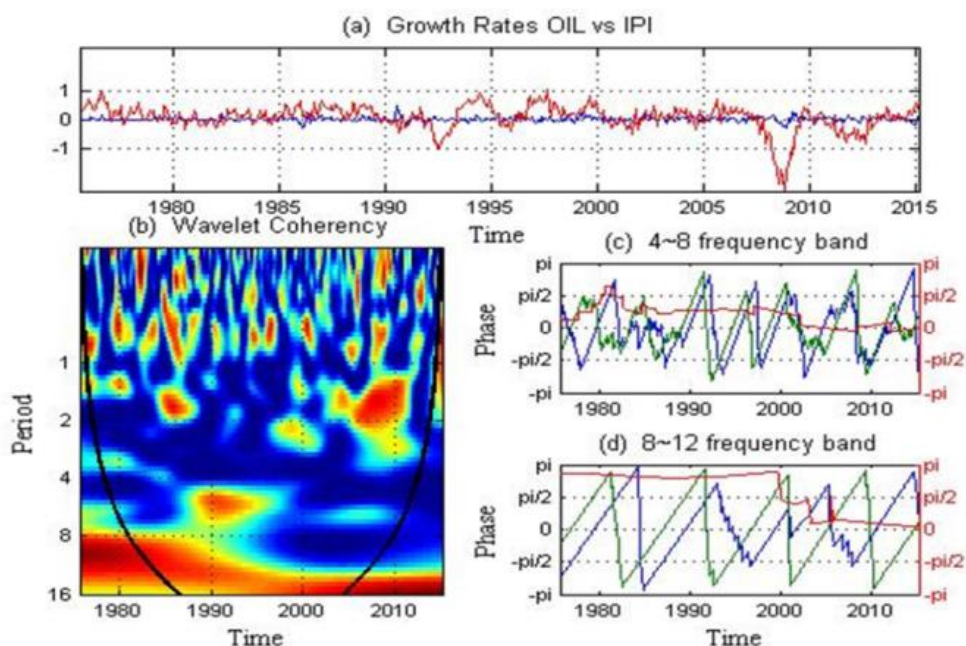 (a) Growth Rates OIL vs IPI
1
0
-1
1980 1985 1990 1995 2000 2005 2010 2015
Time
(b) Wavelet Coherency
Period
1
2
4
8
16
1980 1990 2000 2010
Time
(c) 4~8 frequency band
Phase
pi pi
pi/2 pi/2
0 0
-pi/2 -pi/2
-pi -pi
1980 1990 2000 2010
(d) 8~12 frequency band
Phase
pi pi
pi/2 pi/2
0 0
-pi/2 -pi/2
-pi -pi
1980 1990 2000 2010
Time